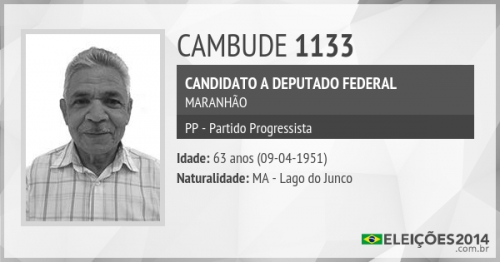 CAMBUDE 1133
CANDIDATO A DEPUTADO FEDERAL
MARANHÃO
PP - Partido Progressista
Idade: 63 anos (09-04-1951)
Naturalidade: MA - Lago do Junco
ELEIÇÕES2014
.com.br